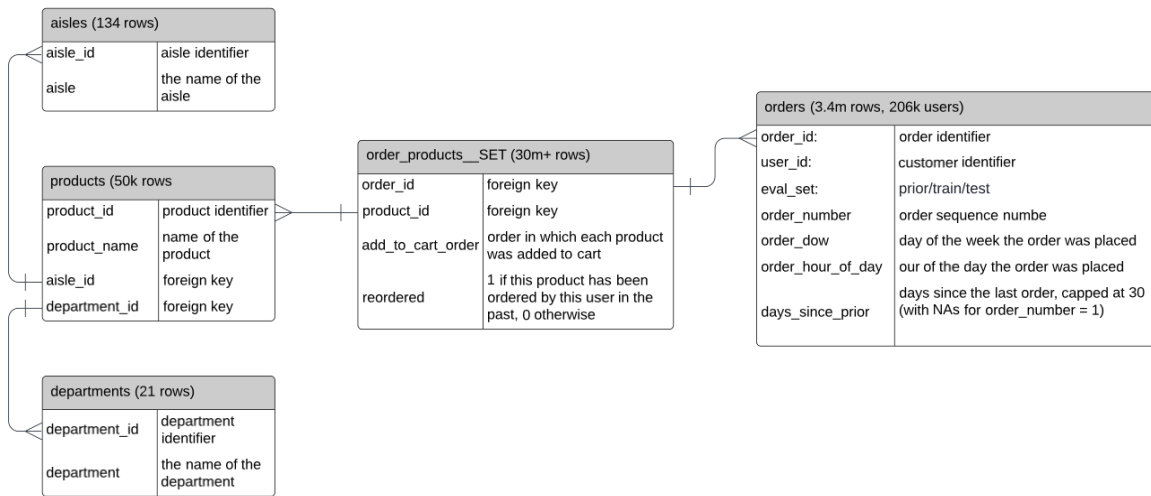 aisles (134 rows)
aisle_id aisle identifier
aisle the name of the
aisle
products (50k rows
product_id product identifier
product_name name of the
product
aisle_id foreign key
department_id foreign key
departments (21 rows)
department_id department
identifier
department the name of the
department
order_products__SET (30m+ rows)
order_id foreign key
product_id foreign key
add_to_cart_order order in which each product
was added to cart
reordered 1 if this product has been
ordered by this user in the
past, 0 otherwise
orders (3.4m rows, 206k users)
order_id: order identifier
user_id: customer identifier
eval_set: prior/train/test
order_number order sequence numbe
order_dow day of the week the order was placed
order_hour_of_day our of the day the order was placed
days_since_prior days since the last order, capped at 30
(with NAs for order_number = 1)